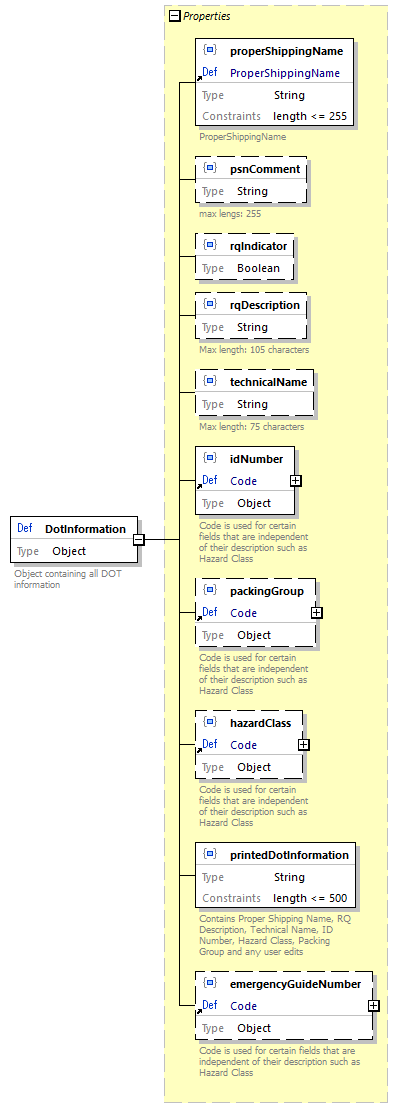 Properties
properShippingName
Def ProperShippingName
Type String
Constraints length <= 255
ProperShippingName
psnComment
Type String
max lengs: 255
rqIndicator
Type Boolean
rqDescription
Type String
Max length: 105 characters
technicalName
Type String
Max length: 75 characters
idNumber
Def Code
Type Object
Code is used for certain
fields that are independent
of their description such as
Hazard Class
Def DotInformation
Type Object
Object containing all DOT
information
packingGroup
Def Code
Type Object
Code is used for certain
fields that are independent
of their description such as
Hazard Class
hazardClass
Def Code
Type Object
Code is used for certain
fields that are independent
of their description such as
Hazard Class
printedDotInformation
Type String
Constraints length <= 500
Contains Proper Shipping Name, RQ
Description, Technical Name, ID
Number, Hazard Class, Packing
Group and any user edits
emergencyGuideNumber
Def Code
Type Object
Code is used for certain fields that are
independent of their description such as
Hazard Class